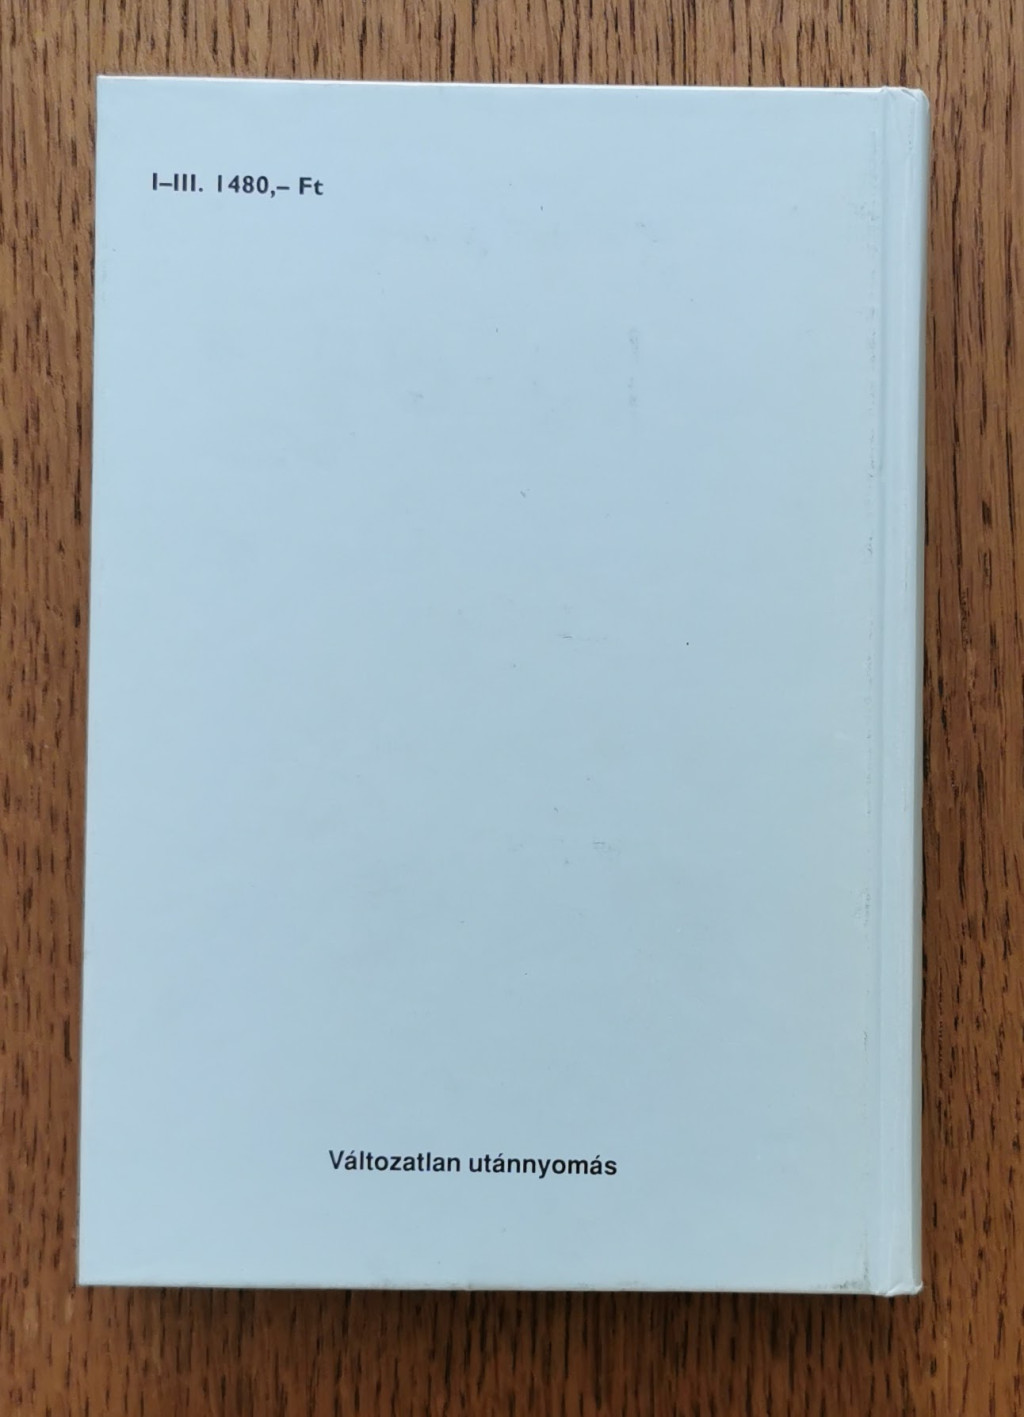 I–III. 1480,– Ft
Változatlan utánnyomás